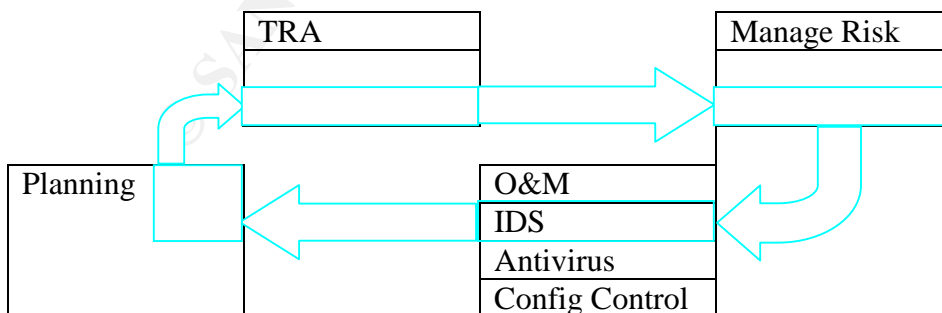 TRA
Manage Risk
Planning
O&M
IDS
Antivirus
Config Control